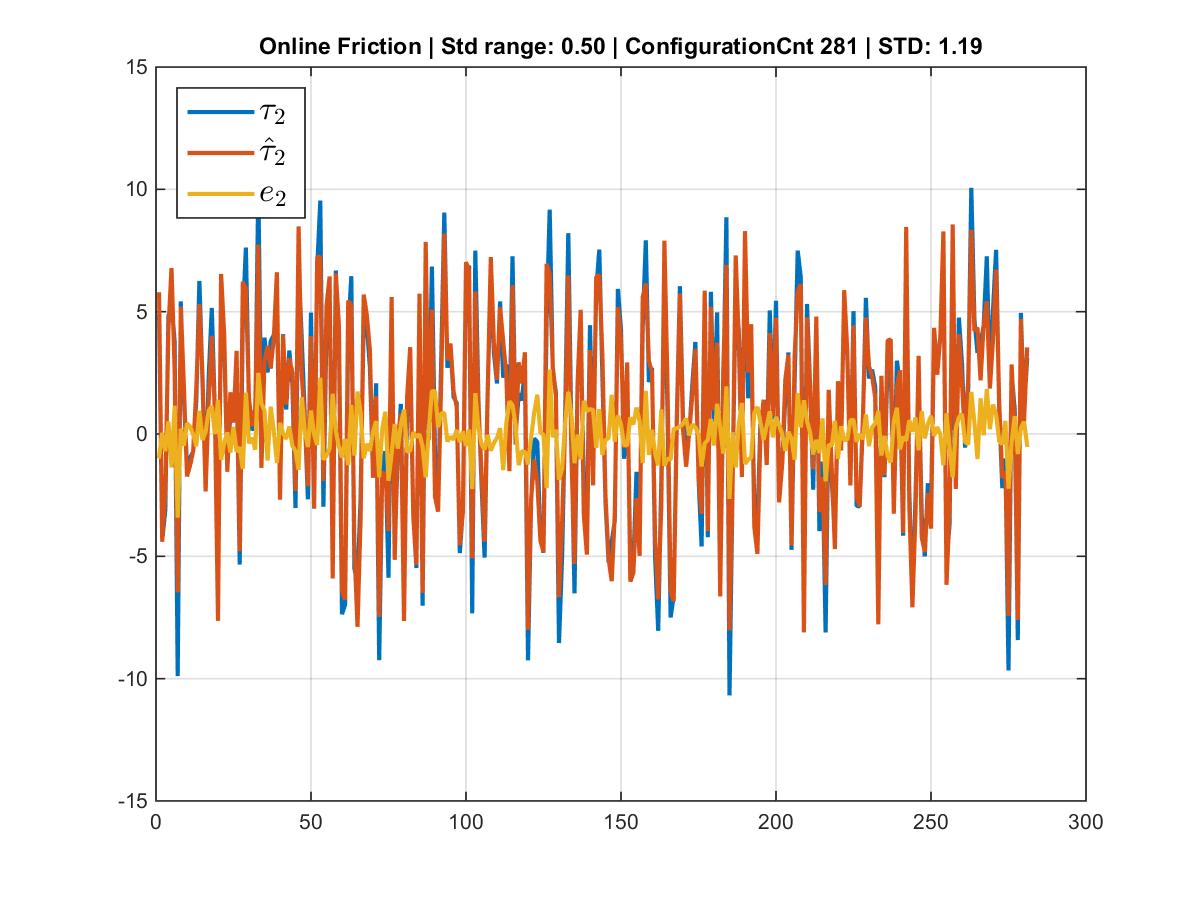 Online Friction | Std range: 0.50 | ConfigurationCnt 281 | STD: 1.19
15
10
5
0
-5
-10
-15
τ₂
τ̂₂
e₂
0 50 100 150 200 250 300